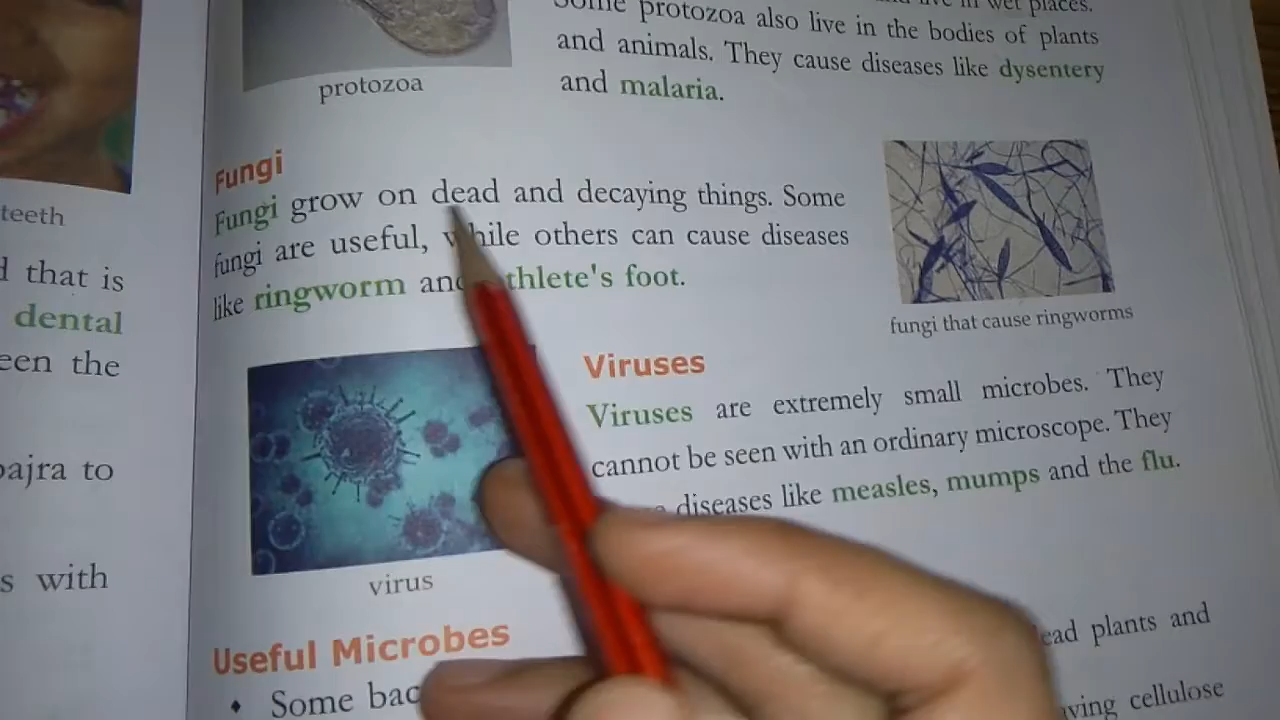 teeth
d that is
dental
een the
bajra to
s with
in wet places.
Some protozoa also live in the bodies of plants
and animals. They cause diseases like dysentery
and malaria.
protozoa
Fungi
Fungi grow on dead and decaying things. Some
fungi are useful, while others can cause diseases
like ringworm and athlete's foot.
fungi that cause ringworms
Viruses
Viruses are extremely small microbes. They
cannot be seen with an ordinary microscope. They
diseases like measles, mumps and the flu.
virus
Useful Microbes
• Some bac
plants and
cellulose